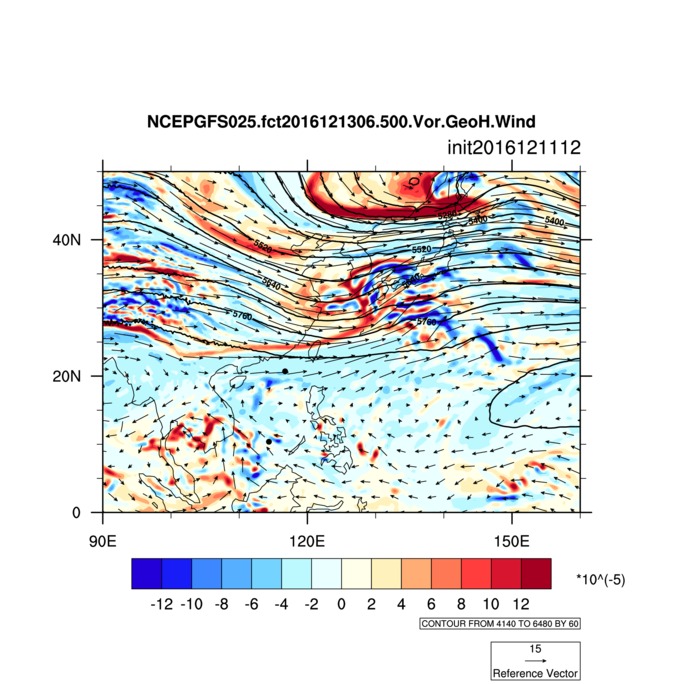 NCEPGFS025.fct2016121306.500.Vor.GeoH.Wind
init2016121112
5400
5520
5520
5640
5760
5760
40N
20N
0
90E 120E 150E
-12 -10 -8 -6 -4 -2 0 2 4 6 8 10 12
*10^(-5)
CONTOUR FROM 4140 TO 6480 BY 60
15
Reference Vector